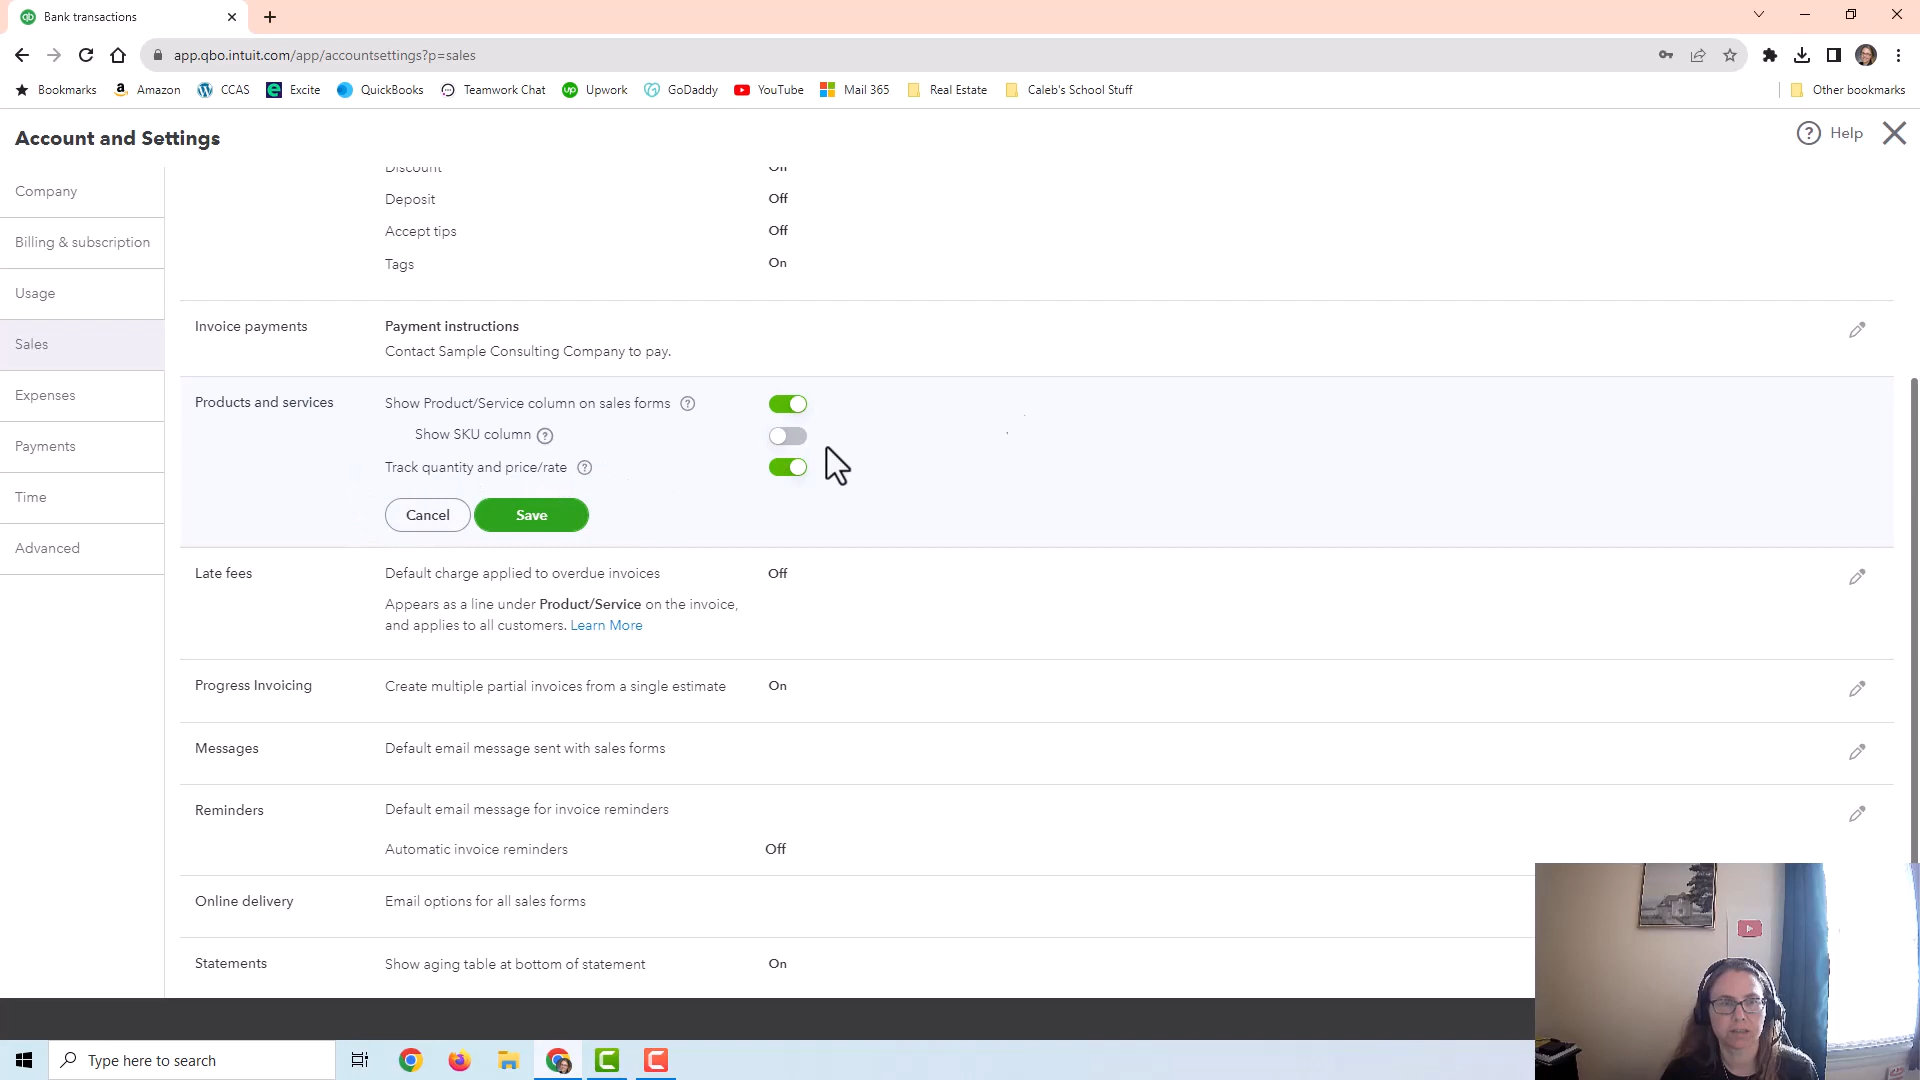 Bank transactions
app.qbo.intuit.com/app/accountsettings?p=sales
Bookmarks Amazon CCAS Excite QuickBooks Teamwork Chat Upwork GoDaddy YouTube Mail 365 Real Estate Caleb's School Stuff Other bookmarks
Account and Settings Help
Company
Billing & subscription
Usage
Sales
Expenses
Payments
Time
Advanced
Discount Off
Deposit Off
Accept tips Off
Tags On
Invoice payments Payment instructions
Contact Sample Consulting Company to pay.
Products and services Show Product/Service column on sales forms
Show SKU column
Track quantity and price/rate
Cancel Save
Late fees Default charge applied to overdue invoices Off
Appears as a line under Product/Service on the invoice,
and applies to all customers. Learn More
Progress Invoicing Create multiple partial invoices from a single estimate On
Messages Default email message sent with sales forms
Reminders Default email message for invoice reminders
Automatic invoice reminders Off
Online delivery Email options for all sales forms
Statements Show aging table at bottom of statement On
Type here to search